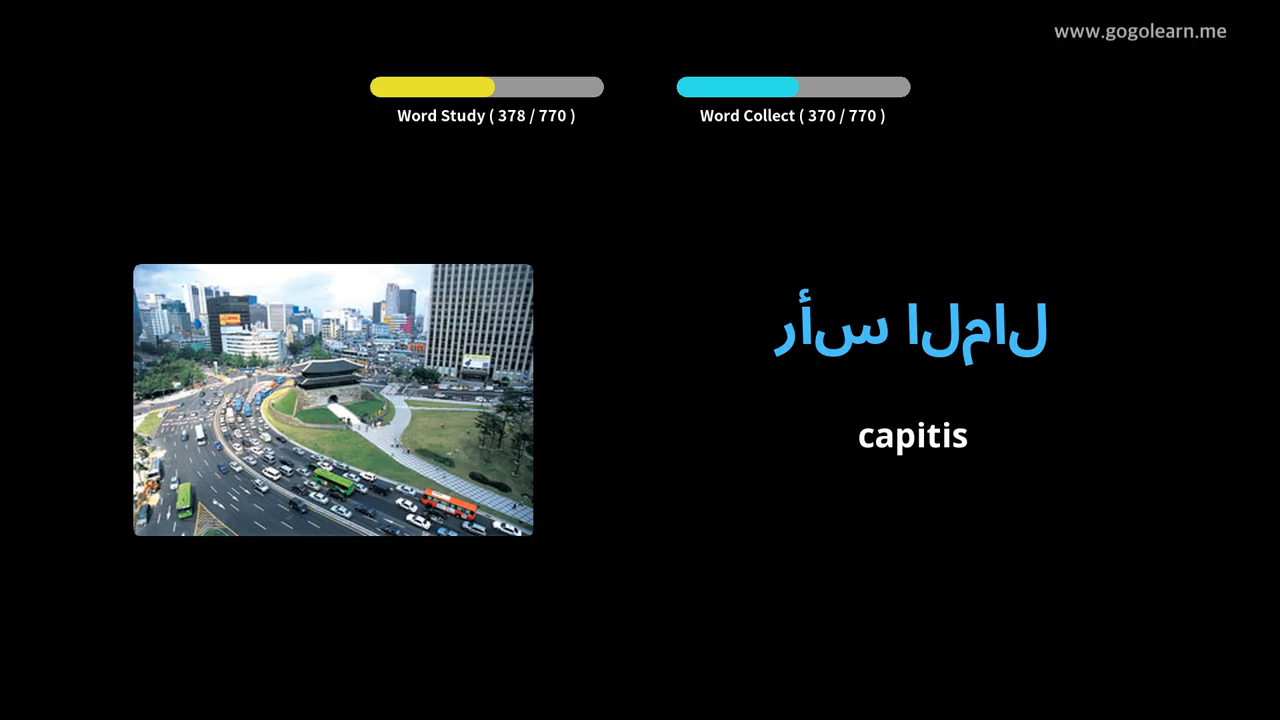 www.gogolearn.me
Word Study ( 378 / 770 )
Word Collect ( 370 / 770 )
رأس المال
capitis